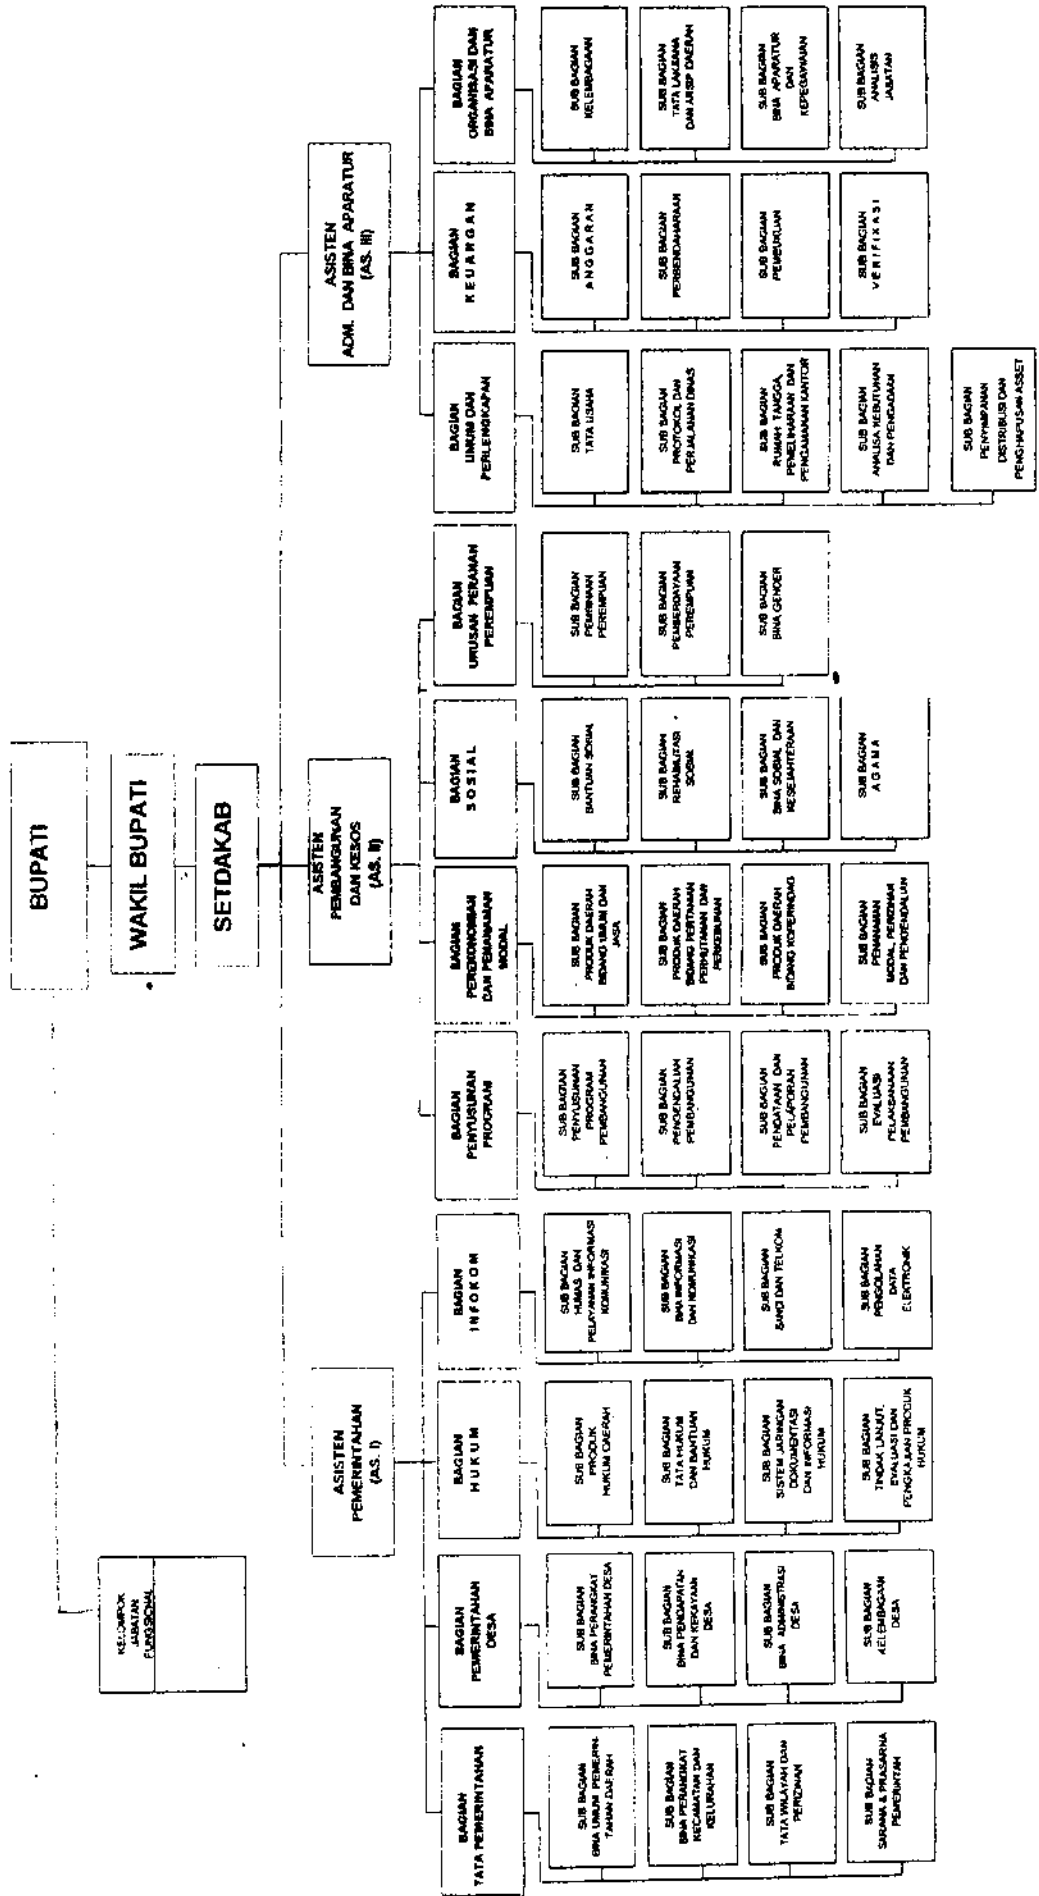 BUPATI
WAKIL BUPATI
SETDAKAB
KELOMPOK
JABATAN
FUNGSIONAL
ASISTEN
PEMERINTAHAN
(AS. I)
ASISTEN
PEMBANGUNAN
DAN KESOS
(AS. II)
ASISTEN
ADM. DAN BINA APARATUR
(AS. III)
BAGIAN
TATA PEMERINTAHAN
BAGIAN
PEMERINTAHAN
DESA
BAGIAN
H U K U M
BAGIAN
I N F O K O M
BAGIAN
PENYUSUNAN
PROGRAM
BAGIAN
PEREKONOMIAN
DAN PENANAMAN
MODAL
BAGIAN
S O S I A L
BAGIAN
URUSAN PERANAN
PEREMPUAN
BAGIAN
UMUM DAN
PERLENGKAPAN
BAGIAN
K E U A N G A N
BAGIAN
ORGANISASI DAN
BINA APARATUR
SUB BAGIAN
BINA UMUM PEMERIN-
TAHAN DAERAH
SUB BAGIAN
BINA PERANGKAT
KECAMATAN DAN
KELURAHAN
SUB BAGIAN
TATA WILAYAH DAN
PERIZINAN
SUB BAGIAN
SARANA & PRASARNA
PEMERINTAH
SUB BAGIAN
BINA PERANGKAT
PEMERINTAHAN DESA
SUB BAGIAN
BINA PENDAPATAN
DAN KEKAYAAN
DESA
SUB BAGIAN
BINA ADMINISTRASI
DESA
SUB BAGIAN
KELEMBAGAAN
DESA
SUB BAGIAN
PRODUK
HUKUM DAERAH
SUB BAGIAN
TATA HUKUM
DAN BANTUAN
HUKUM
SUB BAGIAN
SISTEM JARINGAN
DOKUMENTASI
DAN INFORMASI
HUKUM
SUB BAGIAN
TINDAK LANJUT,
EVALUASI DAN
PENGKAJIAN PRODUK
HUKUM
SUB BAGIAN
HUMAS DAN
PELAYANAN INFORMASI
KOMUNIKASI
SUB BAGIAN
BINA INFORMASI
DAN KOMUNIKASI
SUB BAGIAN
SANDI DAN TELKOM
SUB BAGIAN
PENGOLAHAN
DATA
ELEKTRONIK
SUB BAGIAN
PENYUSUNAN
PROGRAM
PEMBANGUNAN
SUB BAGIAN
PENGENDALIAN
PEMBANGUNAN
SUB BAGIAN
PENDATAAN DAN
PELAPORAN
PEMBANGUNAN
SUB BAGIAN
EVALUASI
PELAKSANAAN
PEMBANGUNAN
SUB BAGIAN
PRODUK DAERAH
BIDANG UMUM DAN
JASA
SUB BAGIAN
PRODUK DAERAH
BIDANG PERTANIAN
PERHUTANAN DAN
PERKEBUNAN
SUB BAGIAN
PRODUK DAERAH
BIDANG KOPERINDAG
SUB BAGIAN
PENANAMAN
MODAL, PERIZINAN
DAN PENGENDALIAN
SUB BAGIAN
BANTUAN SOSIAL
SUB BAGIAN
REHABILITASI
SOSIAL
SUB BAGIAN
BINA SOSIAL DAN
KESEJAHTERAAN
SUB BAGIAN
A G A M A
SUB BAGIAN
PEMBINAAN
PEREMPUAN
SUB BAGIAN
PEMBERDAYAAN
PEREMPUAN
SUB BAGIAN
BINA GENDER
SUB BAGIAN
TATA USAHA
SUB BAGIAN
PROTOKOL DAN
PERJALANAN DINAS
SUB BAGIAN
RUMAH TANGGA,
PEMELIHARAAN DAN
PENGAMANAN KANTOR
SUB BAGIAN
ANALISA KEBUTUHAN
DAN PENGADAAN
SUB BAGIAN
PENYIMPANAN
DISTRIBUSI DAN
PENGHAPUSAN ASSET
SUB BAGIAN
A N G G A R A N
SUB BAGIAN
PERBENDAHARAAN
SUB BAGIAN
PEMBUKUAN
SUB BAGIAN
V E R I F I K A S I
SUB BAGIAN
KELEMBAGAAN
SUB BAGIAN
TATA LAKSANA
DAN ARSIP DAERAH
SUB BAGIAN
BINA APARATUR
DAN
KEPEGAWAIAN
SUB BAGIAN
ANALISIS
JABATAN